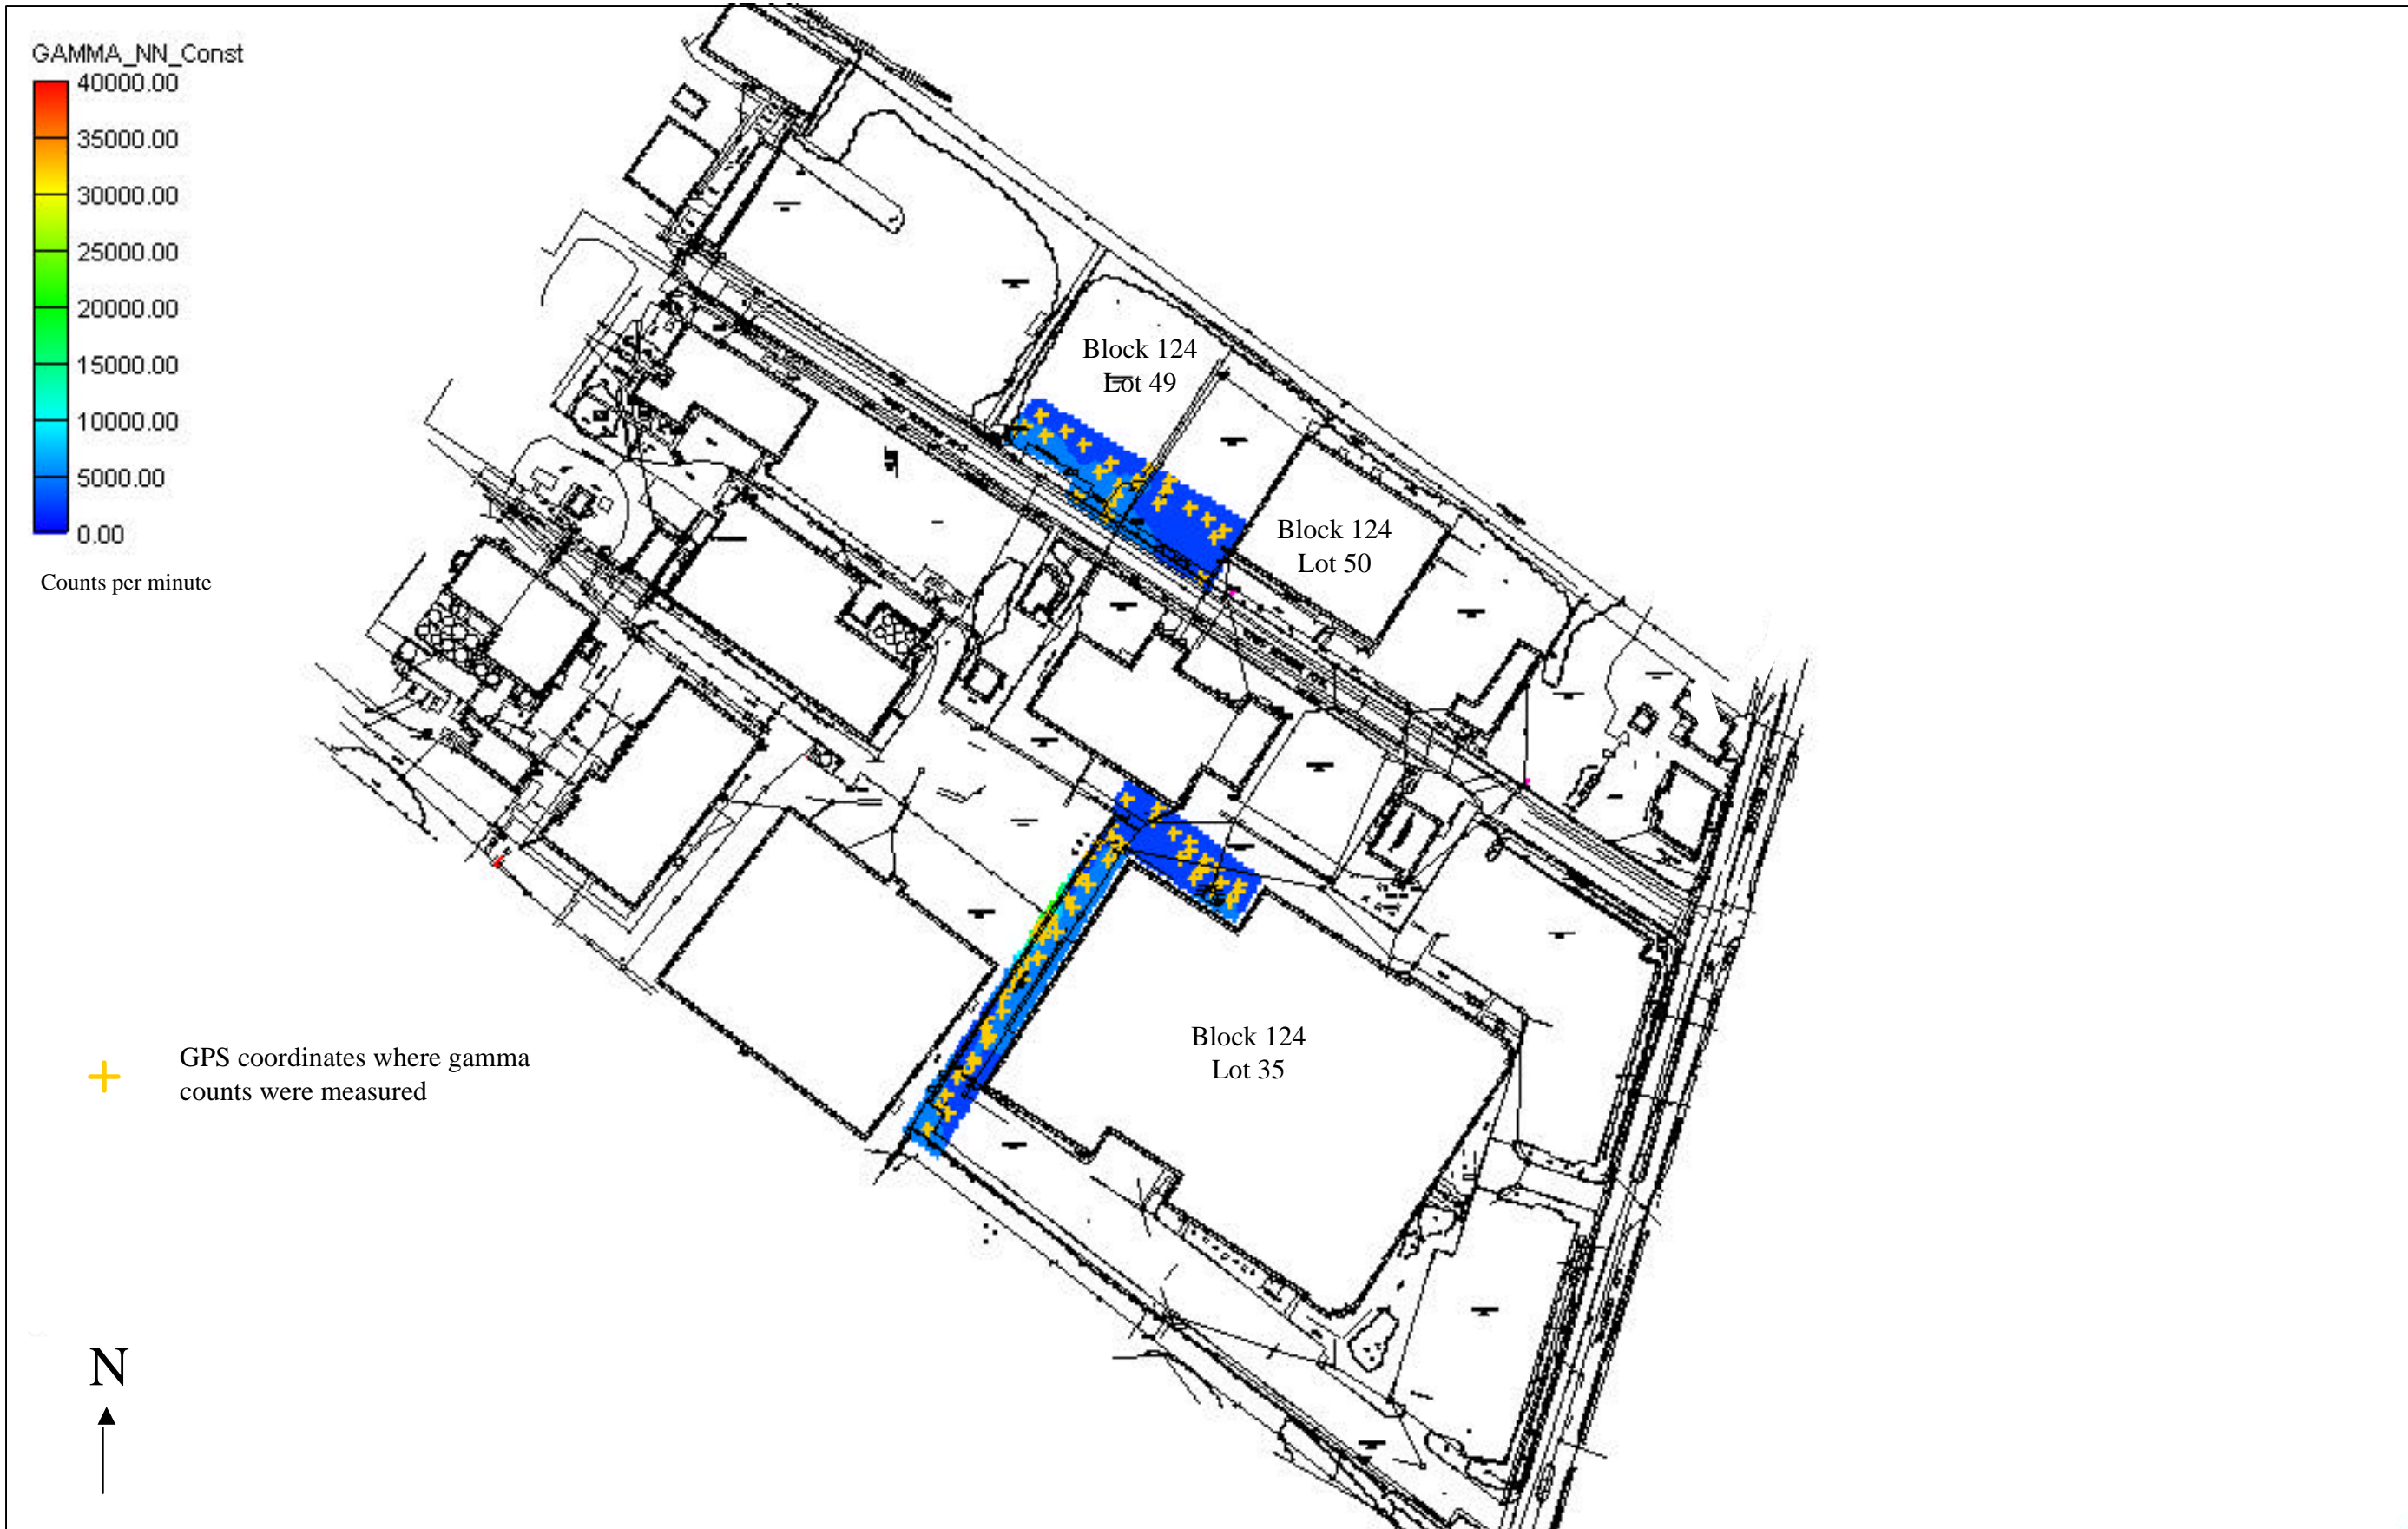 GAMMA_NN_Const
40000.00
35000.00
30000.00
25000.00
20000.00
15000.00
10000.00
5000.00
0.00
Counts per minute
Block 124
Lot 49
Block 124
Lot 50
Block 124
Lot 35
GPS coordinates where gamma
counts were measured
N